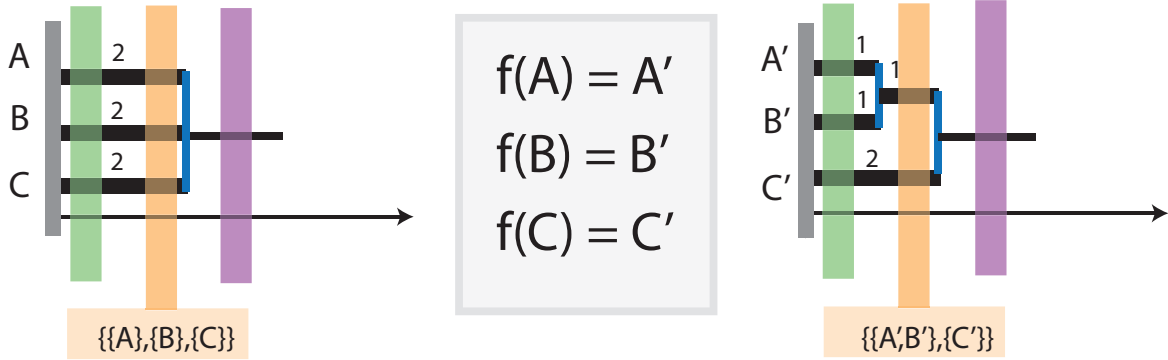 A
2
B
2
C
2
{{A},{B},{C}}
f(A) = A′
f(B) = B′
f(C) = C′
A′
1
1
B′
1
C′
2
{{A′,B′},{C′}}